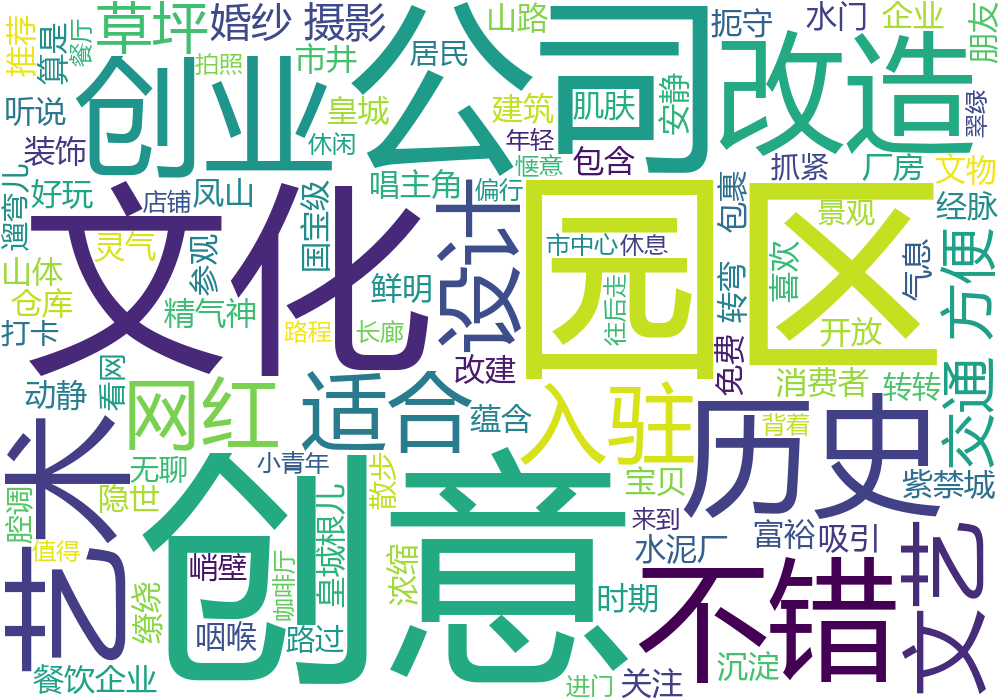 推荐
算是
餐厅
草坪
婚纱
摄影
公司
山路
扼守
水门
企业
朋友
创业
拍照
市井
居民
改造
听说
皇城
建筑
肌肤
安静
翠绿
装饰
休闲
年轻
惬意
包含
抓紧
厂房
文物
遛弯儿
好玩
店铺
凤山
国宝级
唱主角
偏行
设计
园区
包裹
景观
经脉
文化
灵气
参观
市中心
休息
喜欢
气息
方便
山体
仓库
精气神
鲜明
往后走
转弯
打卡
路程
长廊
开放
看网
改建
免费
动静
网红
适合
入驻
消费者
转转
交通
艺术
蕴含
历史
背着
无聊
小青年
散步
宝贝
紫禁城
腔调
隐世
创意
皇城根儿
来到
富裕
吸引
文艺
值得
峭壁
咖啡厅
浓缩
水泥厂
不错
缭绕
咽喉
路过
时期
餐饮企业
进门
关注
沉淀